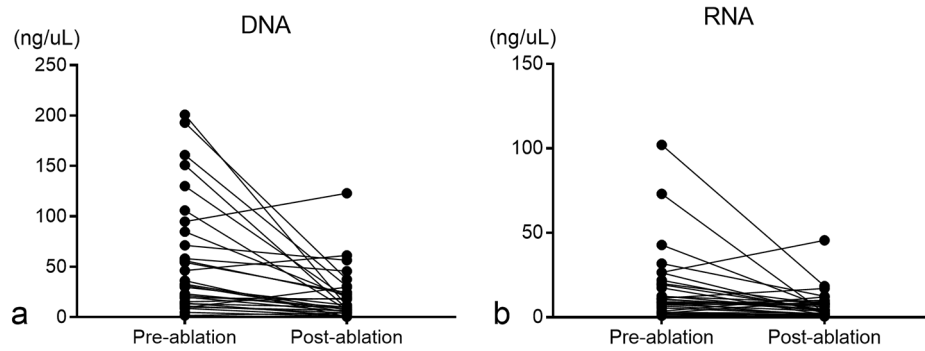 DNA
(ng/uL)
250
200
150
100
50
0
Pre-ablation
Post-ablation
a
RNA
(ng/uL)
150
100
50
0
Pre-ablation
Post-ablation
b